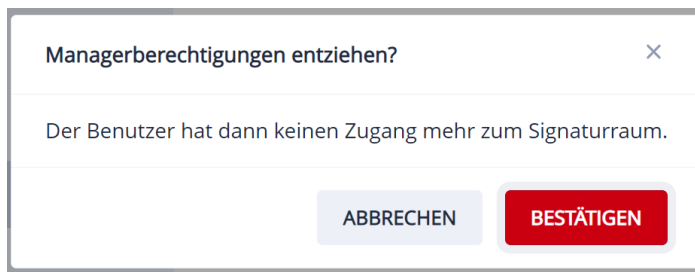 Managerberechtigungen entziehen?
Der Benutzer hat dann keinen Zugang mehr zum Signaturraum.
ABBRECHEN
BESTÄTIGEN